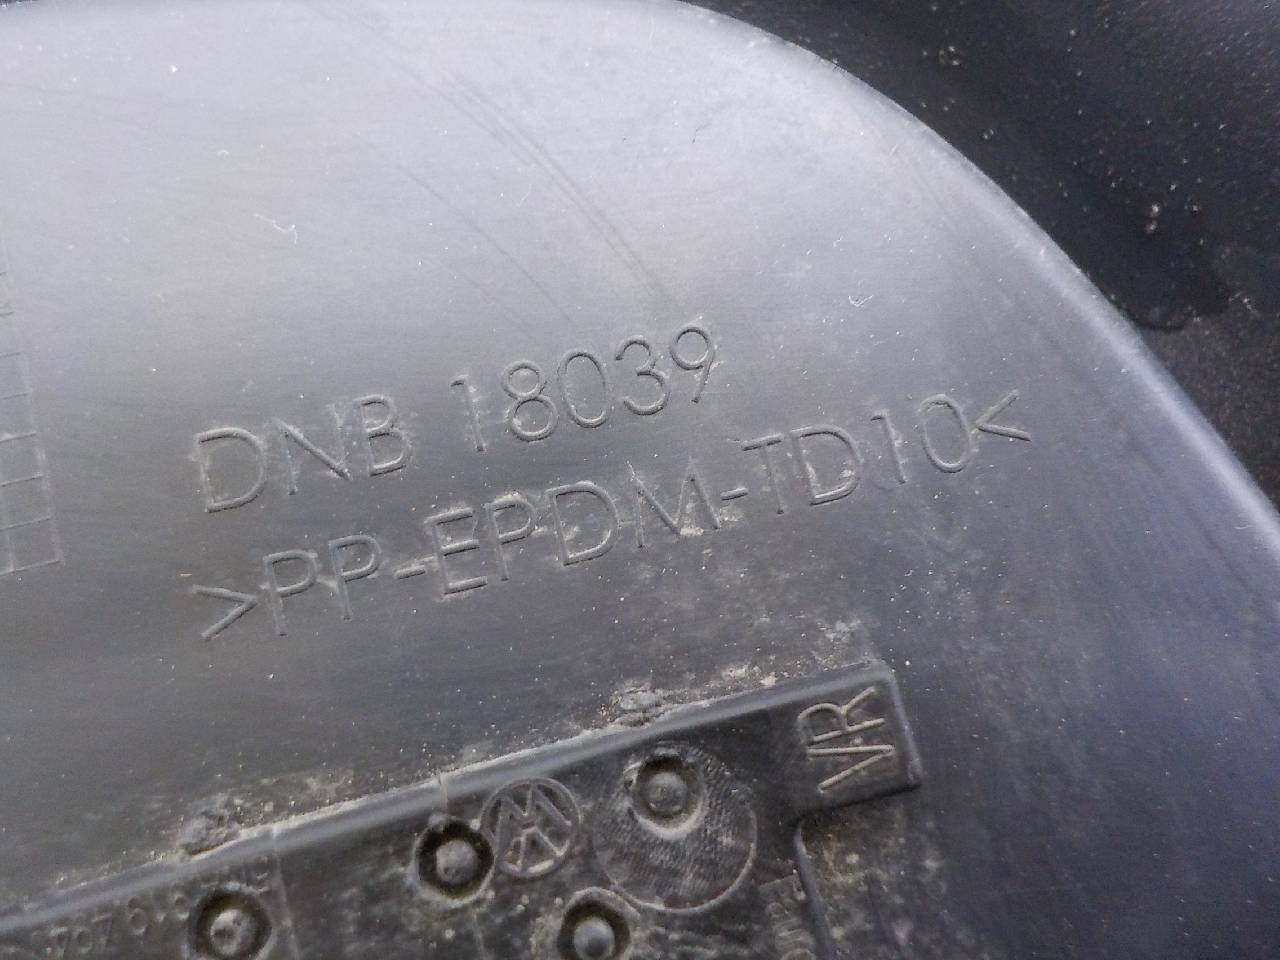 DNB 18039
>PP-EPDM-TD10<
VR